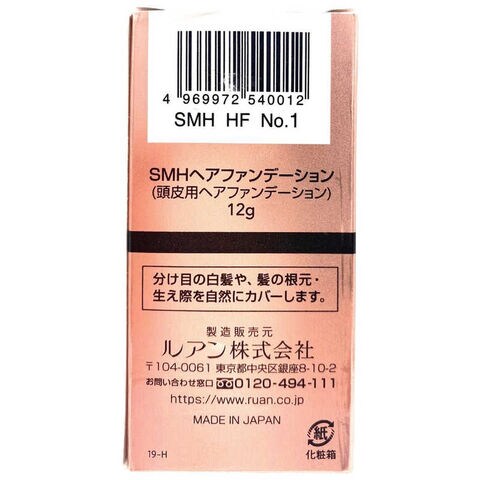 4 969972 540012
SMH HF No.1
SMHヘアファンデーション
(頭皮用ヘアファンデーション)
12g
分け目の白髪や、髪の根元・
生え際を自然にカバーします。
製造販売元
ルアン株式会社
〒104-0061 東京都中央区銀座8-10-2
お問い合わせ窓口 0120-494-111
https://www.ruan.co.jp
MADE IN JAPAN
紙
19-H
化粧箱